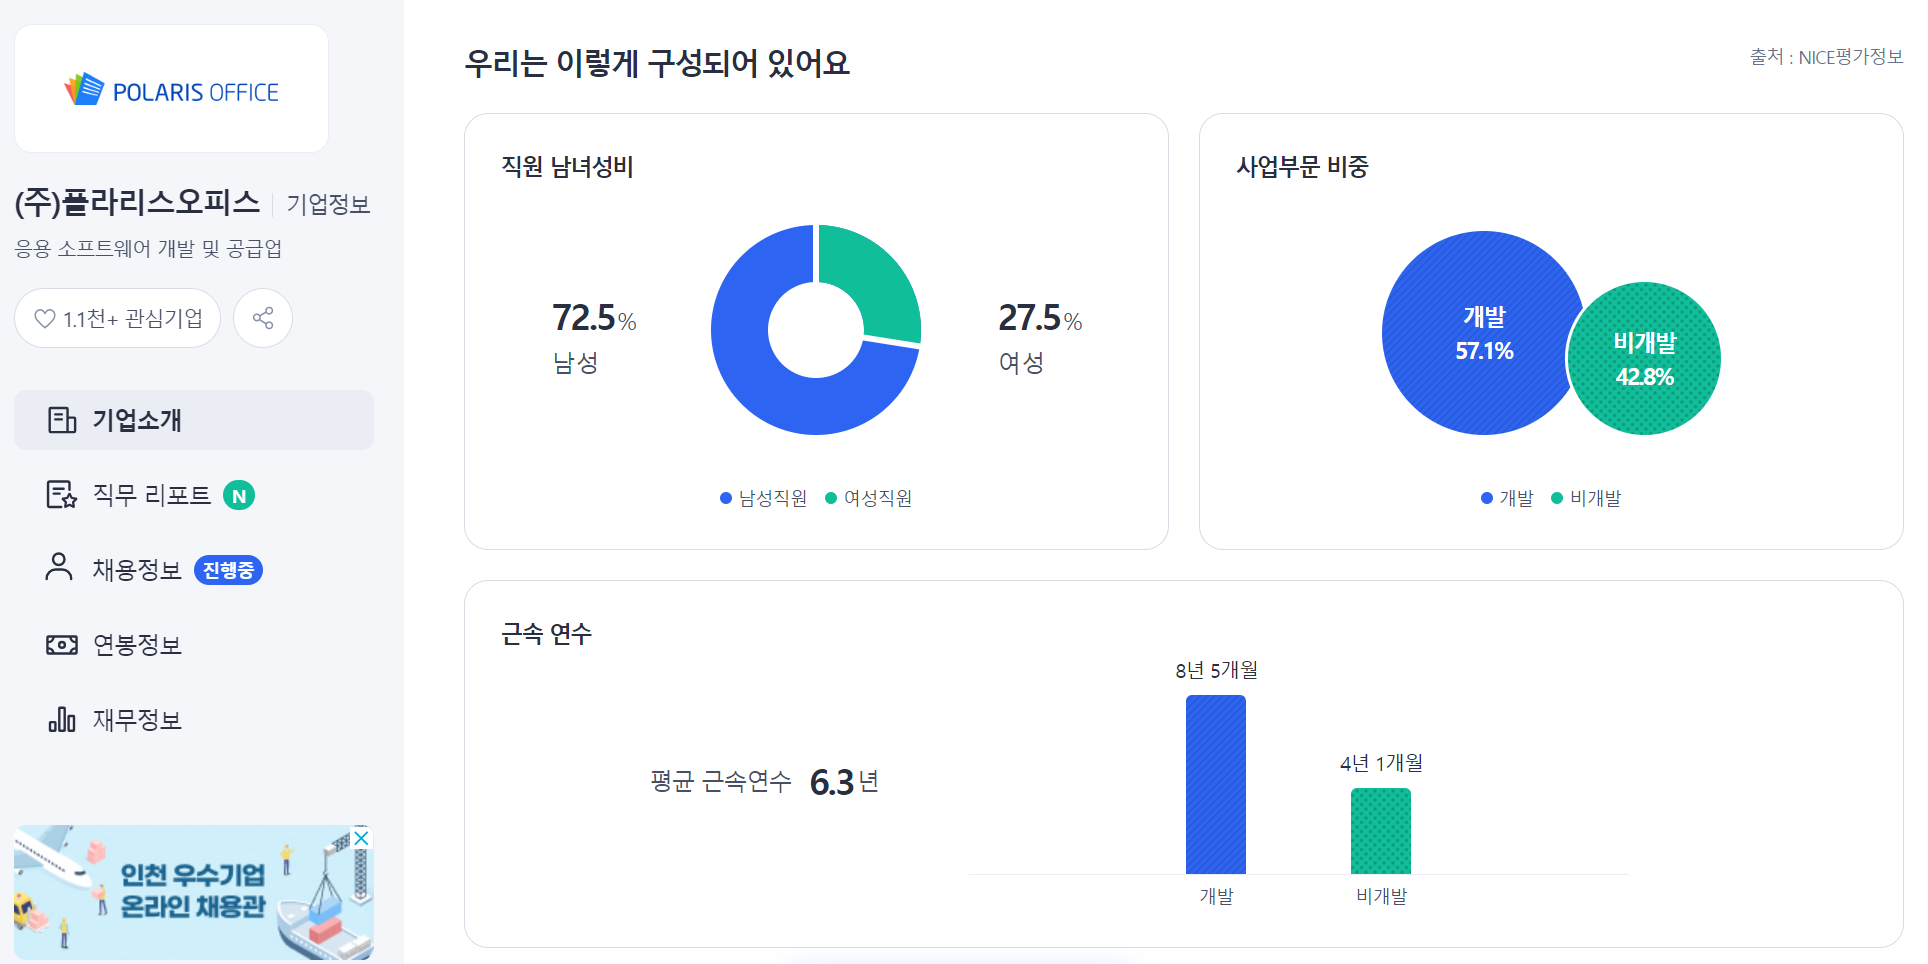 POLARIS OFFICE
(주)폴라리스오피스
기업정보
응용 소프트웨어 개발 및 공급업
1.1천+ 관심기업
기업소개
직무 리포트 N
채용정보 진행중
연봉정보
재무정보
인천 우수기업
온라인 채용관
우리는 이렇게 구성되어 있어요
출처 : NICE평가정보
직원 남녀성비
72.5%
남성
27.5%
여성
남성직원 여성직원
사업부문 비중
개발
57.1%
비개발
42.8%
개발 비개발
근속 연수
평균 근속연수 6.3년
8년 5개월
4년 1개월
개발
비개발